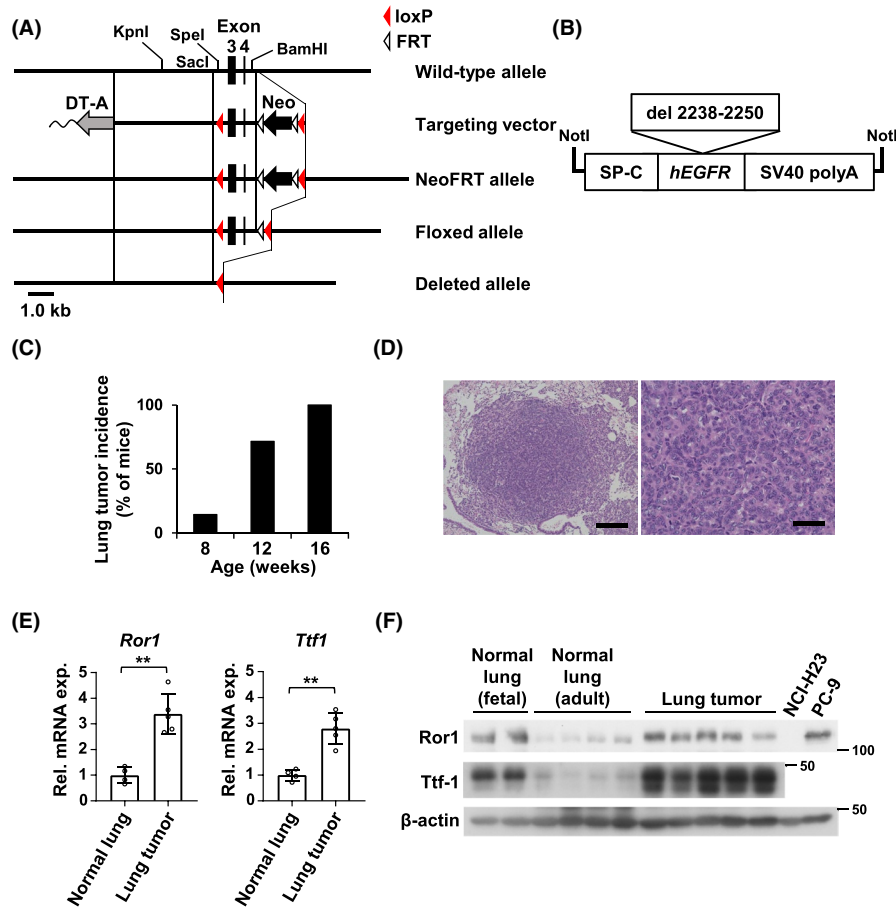 (A)
Exon
3 4
KpnI
SpeI
SacI
BamHI
loxP
FRT
Wild-type allele
DT-A
Neo
Targeting vector
NeoFRT allele
Floxed allele
Deleted allele
1.0 kb
(B)
del 2238-2250
NotI
NotI
SP-C
hEGFR
SV40 polyA
(C)
Lung tumor incidence
(% of mice)
100
50
0
8 12 16
Age (weeks)
(D)
(E)
Ror1
Rel. mRNA exp.
**
5
4
3
2
1
0
Normal lung
Lung tumor
Ttf1
Rel. mRNA exp.
**
5
4
3
2
1
0
Normal lung
Lung tumor
(F)
Normal
lung
(fetal)
Normal
lung
(adult)
Lung tumor
NCI-H23
PC-9
Ror1
100
Ttf-1
50
β-actin
50